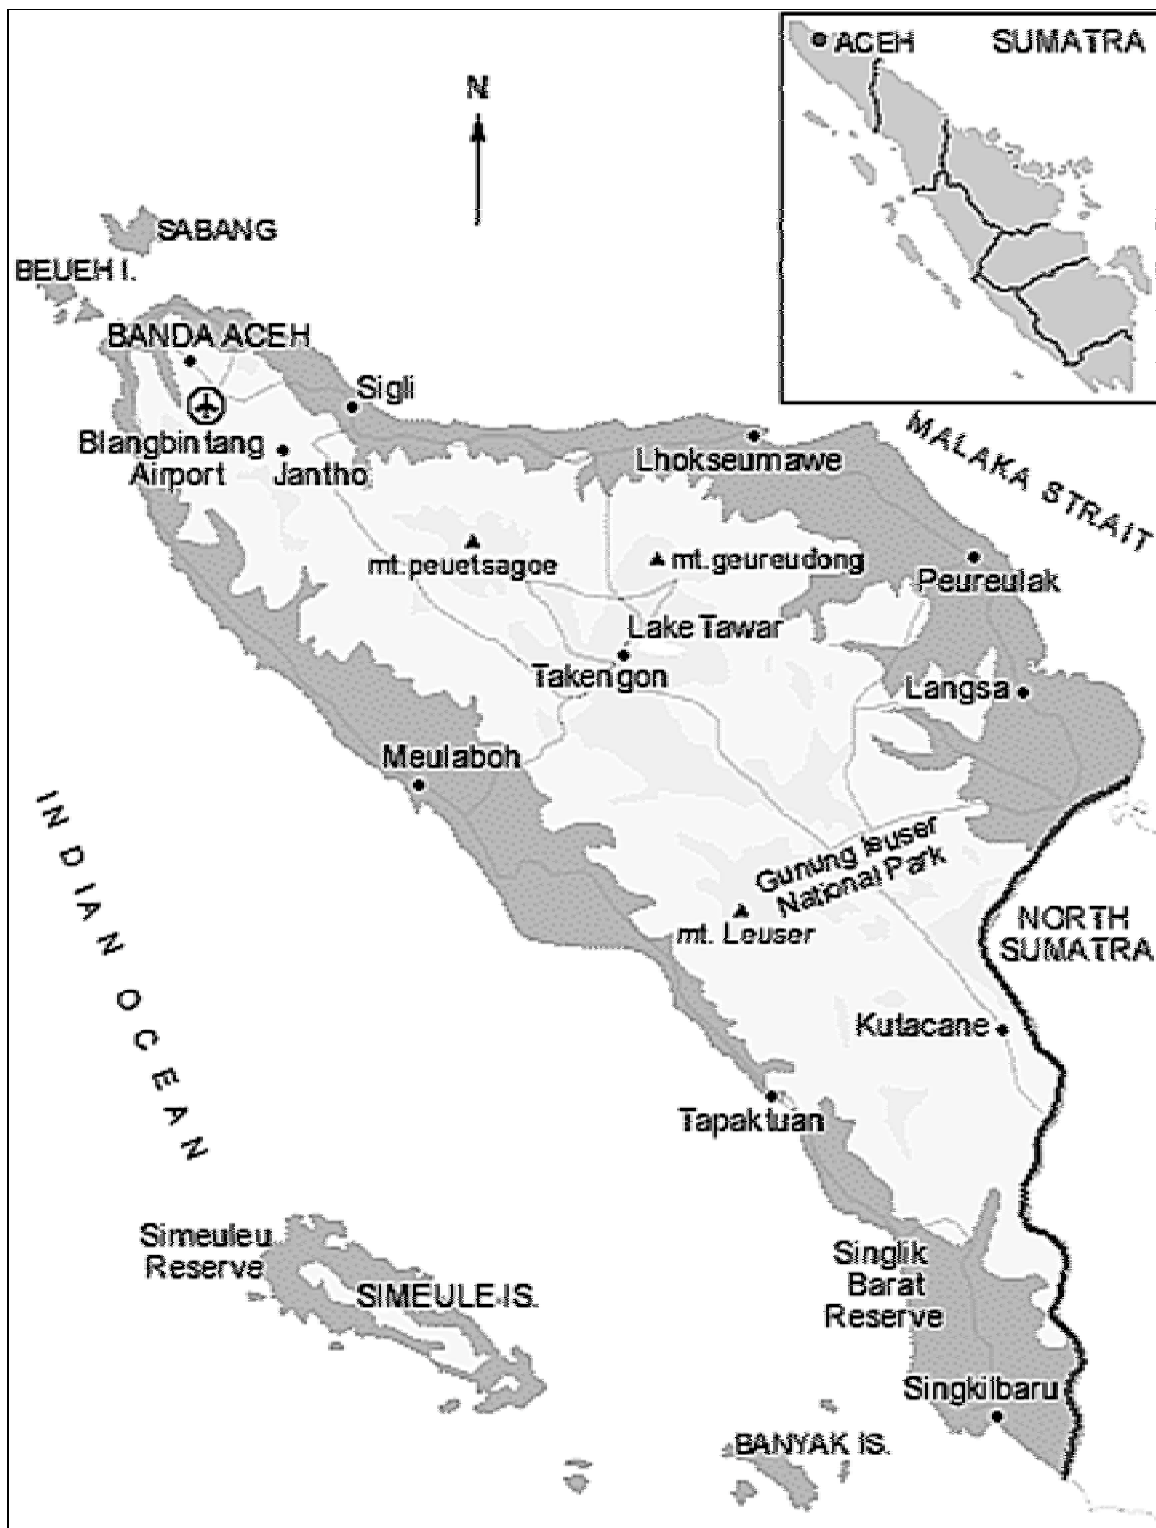 ACEH
SUMATRA
N
SABANG
BEUEH I.
BANDA ACEH
Sigli
Blangbintang
Airport
Jantho
Lhokseumawe
MALAKA STRAIT
mt.peuetsagoe
mt.geureudong
Peureulak
Lake Tawar
Takengon
Langsa
Meulaboh
INDIAN OCEAN
Gunung leuser
National Park
mt. Leuser
NORTH
SUMATRA
Kutacane
Tapaktuan
Simeuleu
Reserve
SIMEULE IS.
Singlik
Barat
Reserve
Singkilbaru
BANYAK IS.